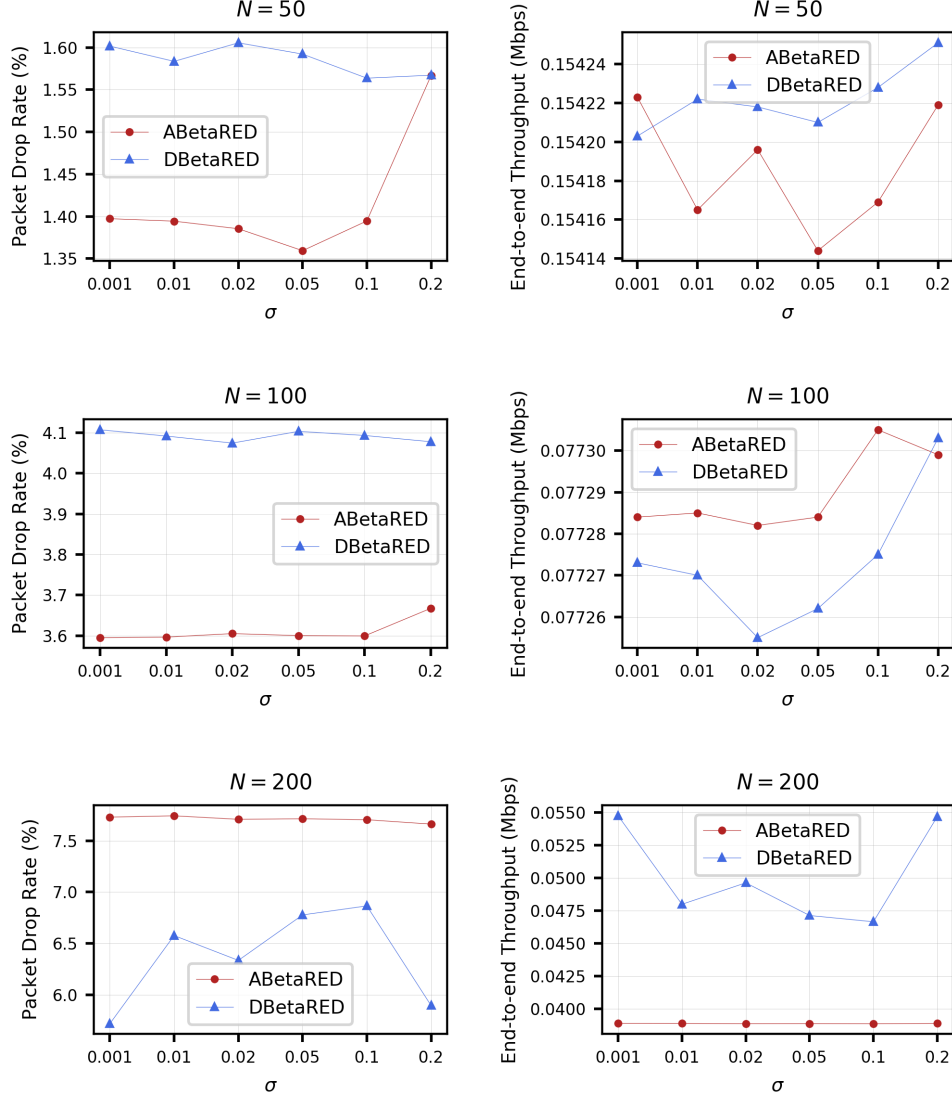 N = 50
Packet Drop Rate (%)
1.60
1.55
1.50
1.45
1.40
1.35
ABetaRED
DBetaRED
0.001 0.01 0.02 0.05 0.1 0.2
σ
N = 50
End-to-end Throughput (Mbps)
0.15424
0.15422
0.15420
0.15418
0.15416
0.15414
ABetaRED
DBetaRED
0.001 0.01 0.02 0.05 0.1 0.2
σ
N = 100
Packet Drop Rate (%)
4.1
4.0
3.9
3.8
3.7
3.6
ABetaRED
DBetaRED
0.001 0.01 0.02 0.05 0.1 0.2
σ
N = 100
End-to-end Throughput (Mbps)
0.07730
0.07729
0.07728
0.07727
0.07726
ABetaRED
DBetaRED
0.001 0.01 0.02 0.05 0.1 0.2
σ
N = 200
Packet Drop Rate (%)
7.5
7.0
6.5
6.0
ABetaRED
DBetaRED
0.001 0.01 0.02 0.05 0.1 0.2
σ
N = 200
End-to-end Throughput (Mbps)
0.0550
0.0525
0.0500
0.0475
0.0450
0.0425
0.0400
ABetaRED
DBetaRED
0.001 0.01 0.02 0.05 0.1 0.2
σ